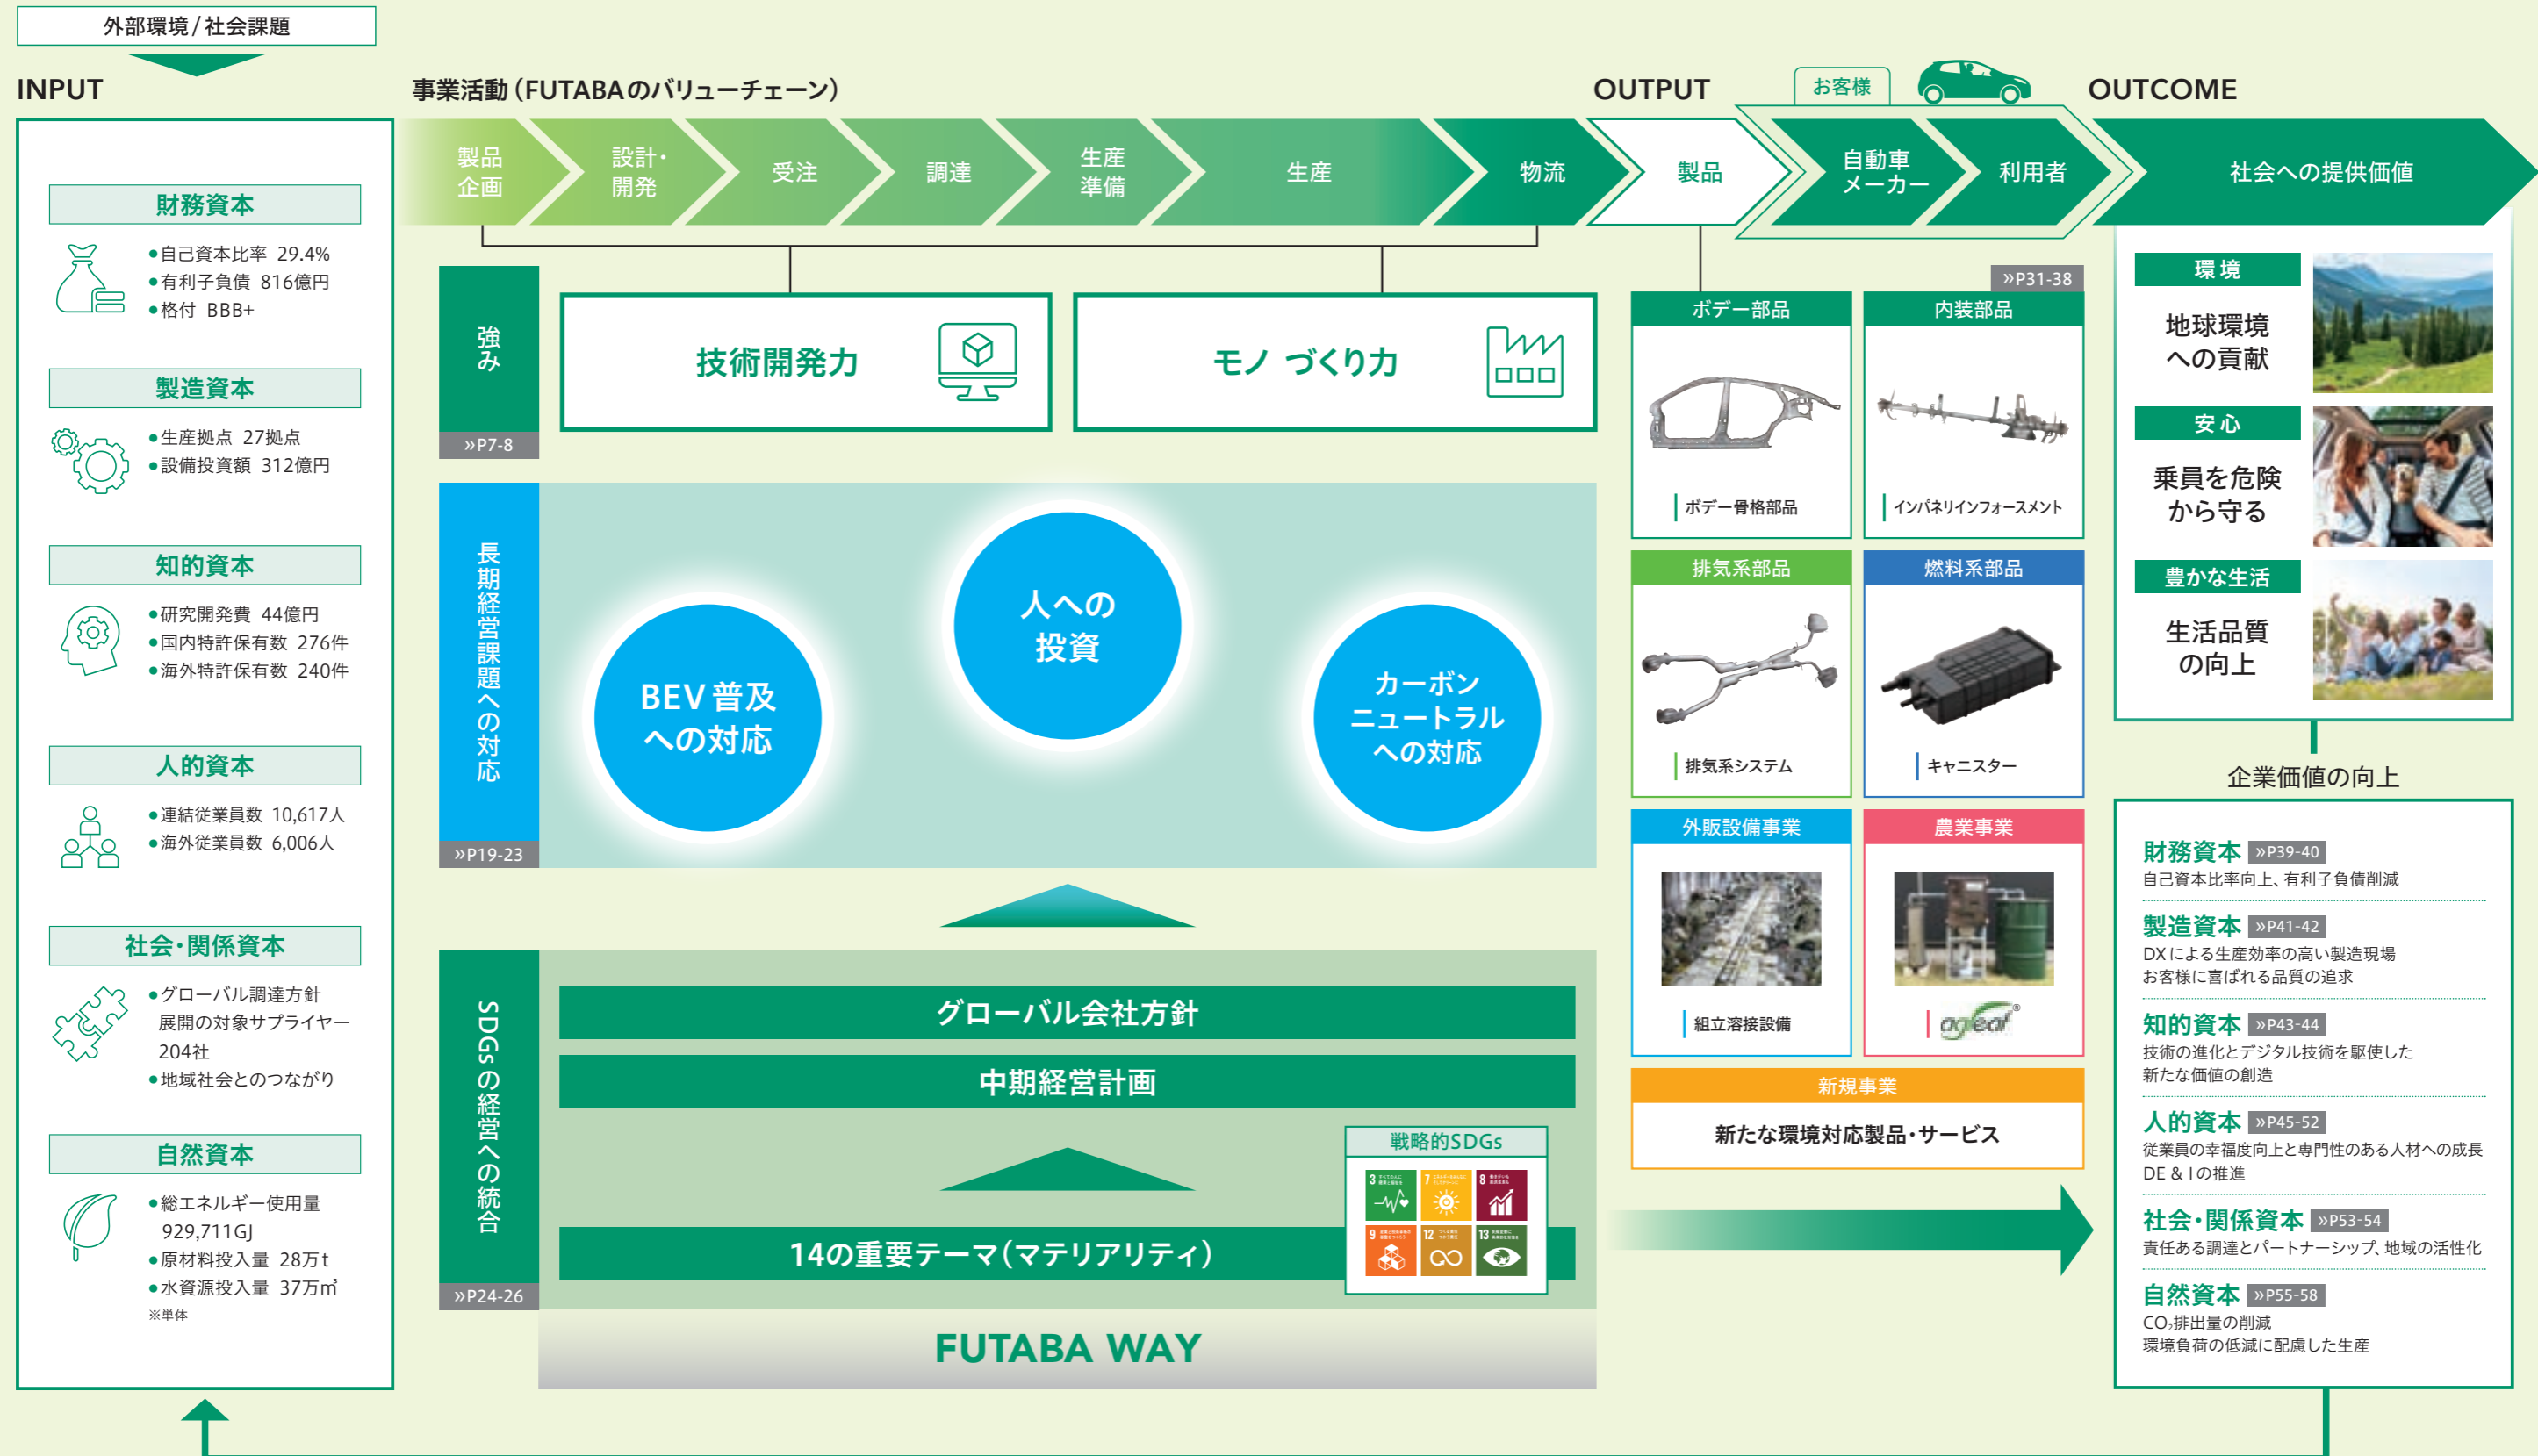 外部環境/社会課題
INPUT
財務資本
●自己資本比率 29.4%
●有利子負債 816億円
●格付 BBB+
製造資本
●生産拠点 27拠点
●設備投資額 312億円
知的資本
●研究開発費 44億円
●国内特許保有数 276件
●海外特許保有数 240件
人的資本
●連結従業員数 10,617人
●海外従業員数 6,006人
社会・関係資本
●グローバル調達方針
展開の対象サプライヤー
204社
●地域社会とのつながり
自然資本
●総エネルギー使用量
929,711GJ
●原材料投入量 28万t
●水資源投入量 37万㎥
※単体
事業活動（FUTABAのバリューチェーン）
製品
企画
設計・
開発
受注
調達
生産
準備
生産
物流
強み
»P7-8
技術開発力
モノ づくり力
長期経営課題への対応
»P19-23
BEV普及
への対応
人への
投資
カーボン
ニュートラル
への対応
SDGsの経営への統合
»P24-26
グローバル会社方針
中期経営計画
14の重要テーマ（マテリアリティ）
戦略的SDGs
3
7
8
9
12
13
FUTABA WAY
OUTPUT
製品
お客様
自動車
メーカー
利用者
»P31-38
ボデー部品
ボデー骨格部品
内装部品
インパネリインフォースメント
排気系部品
排気系システム
燃料系部品
キャニスター
外販設備事業
組立溶接設備
農業事業
agleaf®
新規事業
新たな環境対応製品・サービス
OUTCOME
社会への提供価値
環境
地球環境
への貢献
安心
乗員を危険
から守る
豊かな生活
生活品質
の向上
企業価値の向上
財務資本 »P39-40
自己資本比率向上、有利子負債削減
製造資本 »P41-42
DXによる生産効率の高い製造現場
お客様に喜ばれる品質の追求
知的資本 »P43-44
技術の進化とデジタル技術を駆使した
新たな価値の創造
人的資本 »P45-52
従業員の幸福度向上と専門性のある人材への成長
DE & Iの推進
社会・関係資本 »P53-54
責任ある調達とパートナーシップ、地域の活性化
自然資本 »P55-58
CO₂排出量の削減
環境負荷の低減に配慮した生産